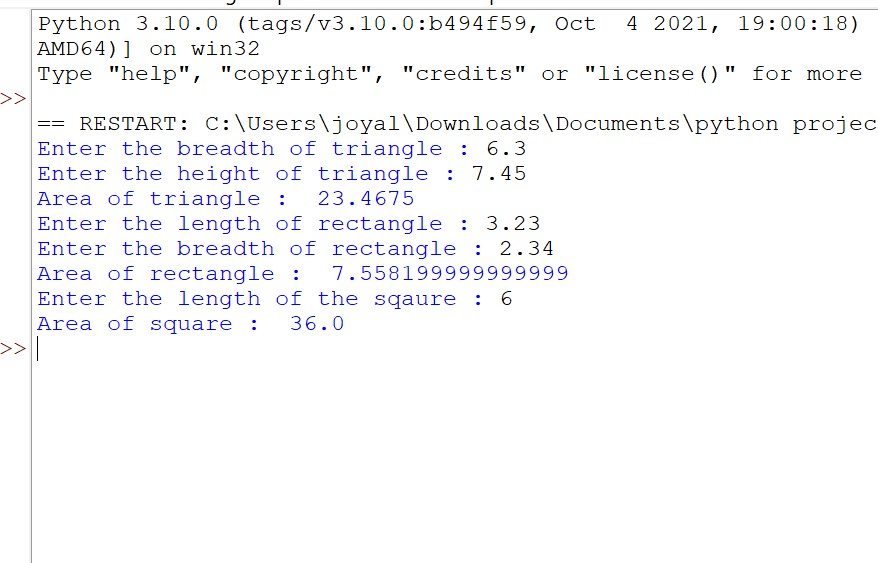 Python 3.10.0 (tags/v3.10.0:b494f59, Oct  4 2021, 19:00:18)
AMD64)] on win32
Type "help", "copyright", "credits" or "license()" for more
>>
== RESTART: C:\Users\joyal\Downloads\Documents\python projec
Enter the breadth of triangle : 6.3
Enter the height of triangle : 7.45
Area of triangle :  23.4675
Enter the length of rectangle : 3.23
Enter the breadth of rectangle : 2.34
Area of rectangle :  7.558199999999999
Enter the length of the sqaure : 6
Area of square :  36.0
>>